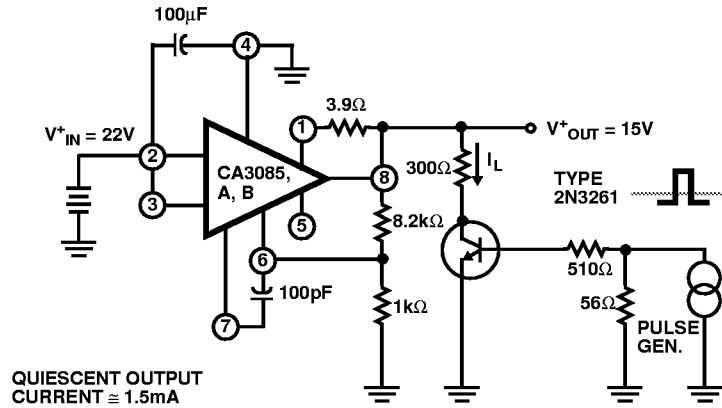 100μF
4
1
3.9Ω
V+IN = 22V
V+OUT = 15V
2
CA3085,
A, B
8
300Ω
IL
TYPE
2N3261
3
5
8.2kΩ
6
510Ω
100pF
1kΩ
56Ω
PULSE
GEN.
7
QUIESCENT OUTPUT
CURRENT ≅ 1.5mA